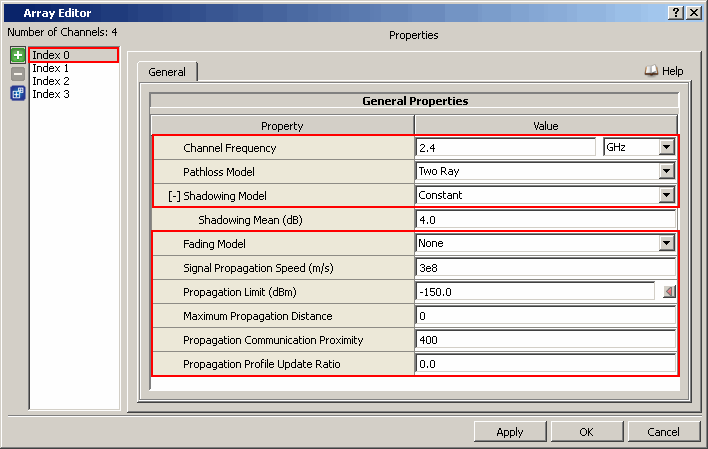 Array Editor
Number of Channels: 4
Properties
Index 0
Index 1
Index 2
Index 3
General
Help
General Properties
Property Value
Channel Frequency 2.4 GHz
Pathloss Model Two Ray
[-] Shadowing Model Constant
Shadowing Mean (dB) 4.0
Fading Model None
Signal Propagation Speed (m/s) 3e8
Propagation Limit (dBm) -150.0
Maximum Propagation Distance 0
Propagation Communication Proximity 400
Propagation Profile Update Ratio 0.0
Apply OK Cancel